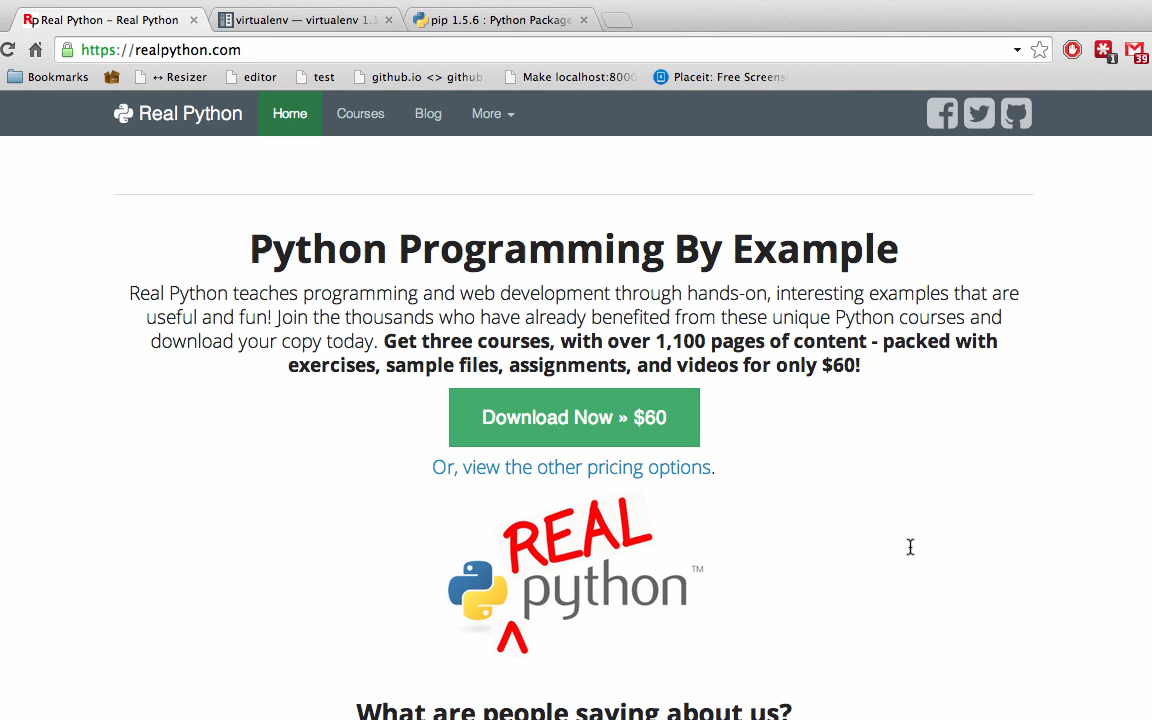 Real Python – Real Python
virtualenv — virtualenv 1.1
pip 1.5.6 : Python Package
https://realpython.com
1
39
Bookmarks
↔ Resizer
editor
test
github.io <> github
Make localhost:8000
Placeit: Free Screens
Real Python
Home
Courses
Blog
More
Python Programming By Example
Real Python teaches programming and web development through hands-on, interesting examples that are
useful and fun! Join the thousands who have already benefited from these unique Python courses and
download your copy today. Get three courses, with over 1,100 pages of content - packed with
exercises, sample files, assignments, and videos for only $60!
Download Now » $60
Or, view the other pricing options.
REAL
python™
What are people saying about us?